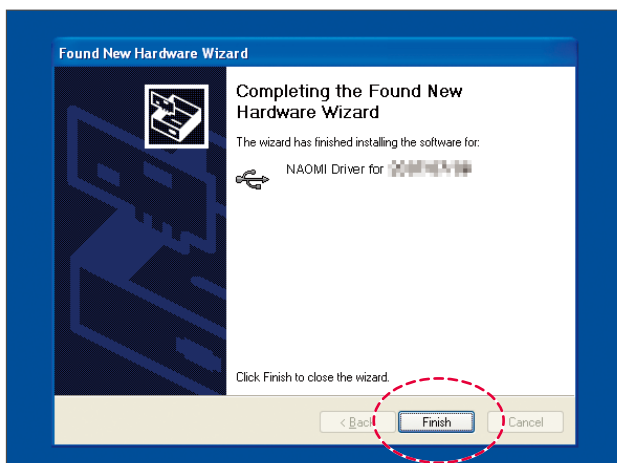 Found New Hardware Wizard
Completing the Found New
Hardware Wizard
The wizard has finished installing the software for:
NAOMI Driver for
Click Finish to close the wizard.
< Back
Finish
Cancel